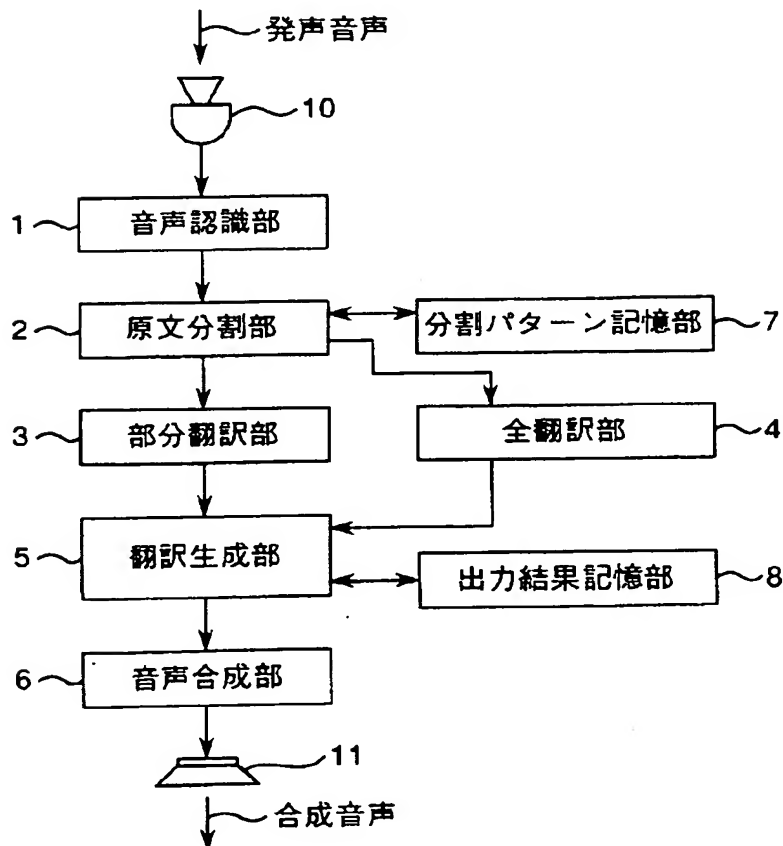 発声音声
10
1 音声認識部
2 原文分割部 分割パターン記憶部 7
3 部分翻訳部 全翻訳部 4
5 翻訳生成部
出力結果記憶部 8
6 音声合成部
11
合成音声